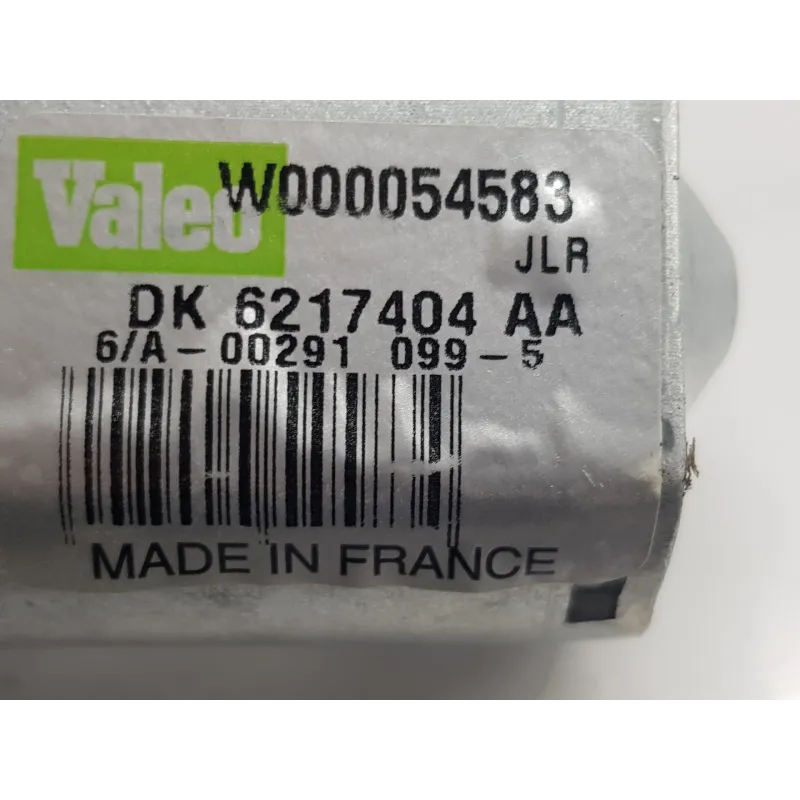 Valeo W000054583
JLR
DK 6217404 AA
6/A-00291 099-5
MADE IN FRANCE